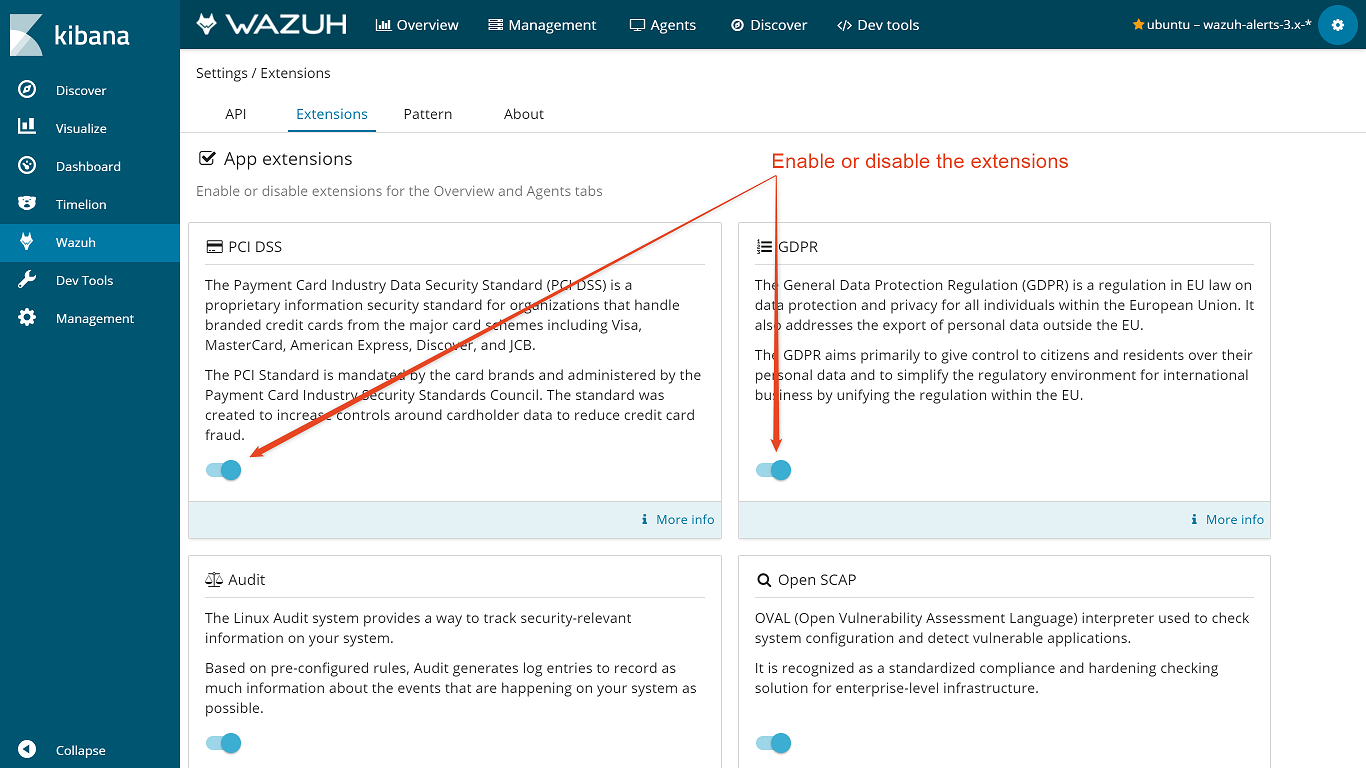 kibana
Discover
Visualize
Dashboard
Timelion
Wazuh
Dev Tools
Management
Collapse
WAZUH
Overview
Management
Agents
Discover
Dev tools
ubuntu – wazuh-alerts-3.x-*
Settings / Extensions
API
Extensions
Pattern
About
App extensions
Enable or disable extensions for the Overview and Agents tabs
Enable or disable the extensions
PCI DSS
The Payment Card Industry Data Security Standard (PCI DSS) is a
proprietary information security standard for organizations that handle
branded credit cards from the major card schemes including Visa,
MasterCard, American Express, Discover, and JCB.
The PCI Standard is mandated by the card brands and administered by the
Payment Card Industry Security Standards Council. The standard was
created to increase controls around cardholder data to reduce credit card
fraud.
More info
GDPR
The General Data Protection Regulation (GDPR) is a regulation in EU law on
data protection and privacy for all individuals within the European Union. It
also addresses the export of personal data outside the EU.
The GDPR aims primarily to give control to citizens and residents over their
personal data and to simplify the regulatory environment for international
business by unifying the regulation within the EU.
More info
Audit
The Linux Audit system provides a way to track security-relevant
information on your system.
Based on pre-configured rules, Audit generates log entries to record as
much information about the events that are happening on your system as
possible.
Open SCAP
OVAL (Open Vulnerability Assessment Language) interpreter used to check
system configuration and detect vulnerable applications.
It is recognized as a standardized compliance and hardening checking
solution for enterprise-level infrastructure.